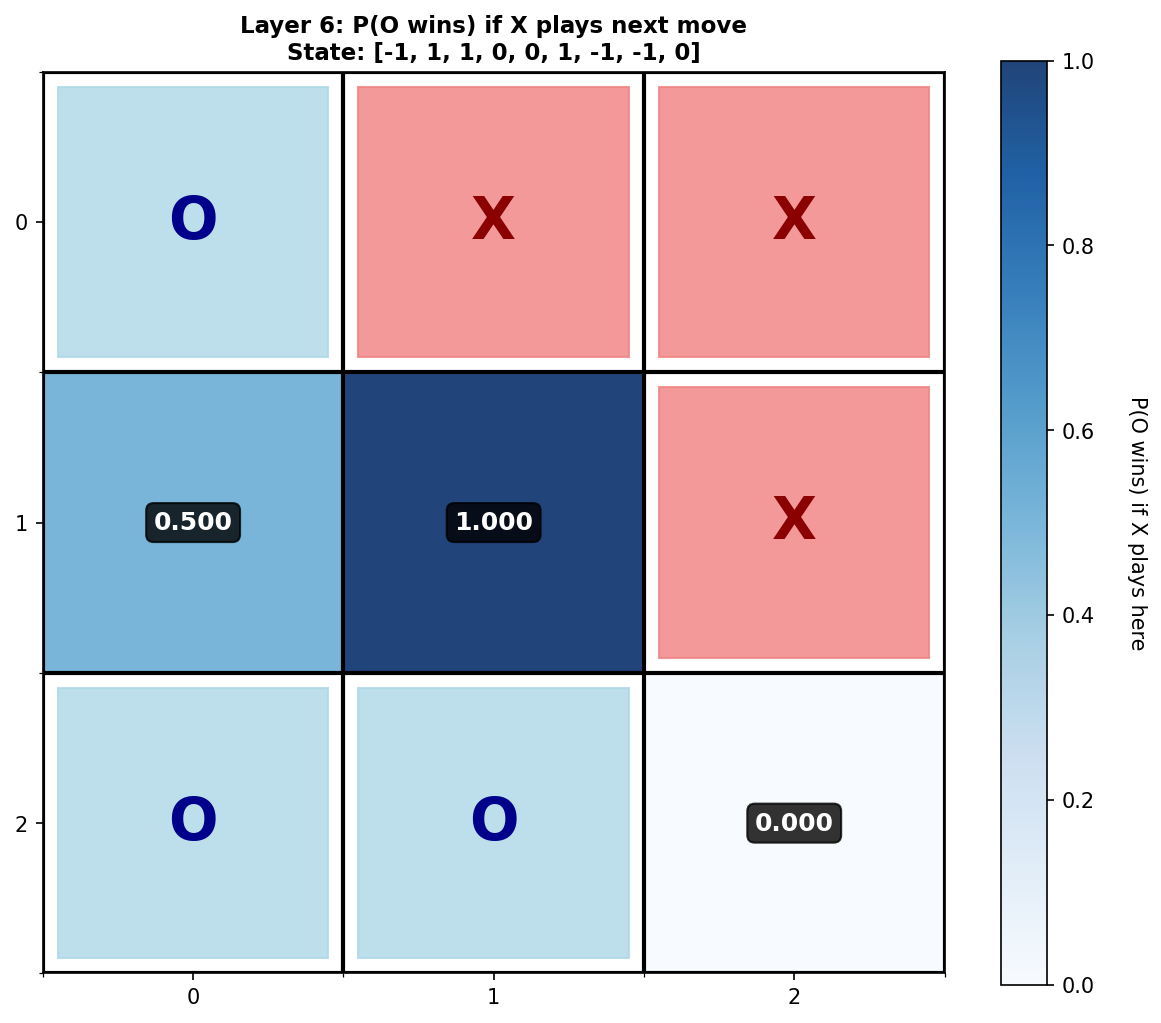 Layer 6: P(O wins) if X plays next move
State: [-1, 1, 1, 0, 0, 1, -1, -1, 0]
0
O
X
X
1
0.500
1.000
X
2
O
O
0.000
0
1
2
1.0
0.8
0.6
0.4
0.2
0.0
P(O wins) if X plays here